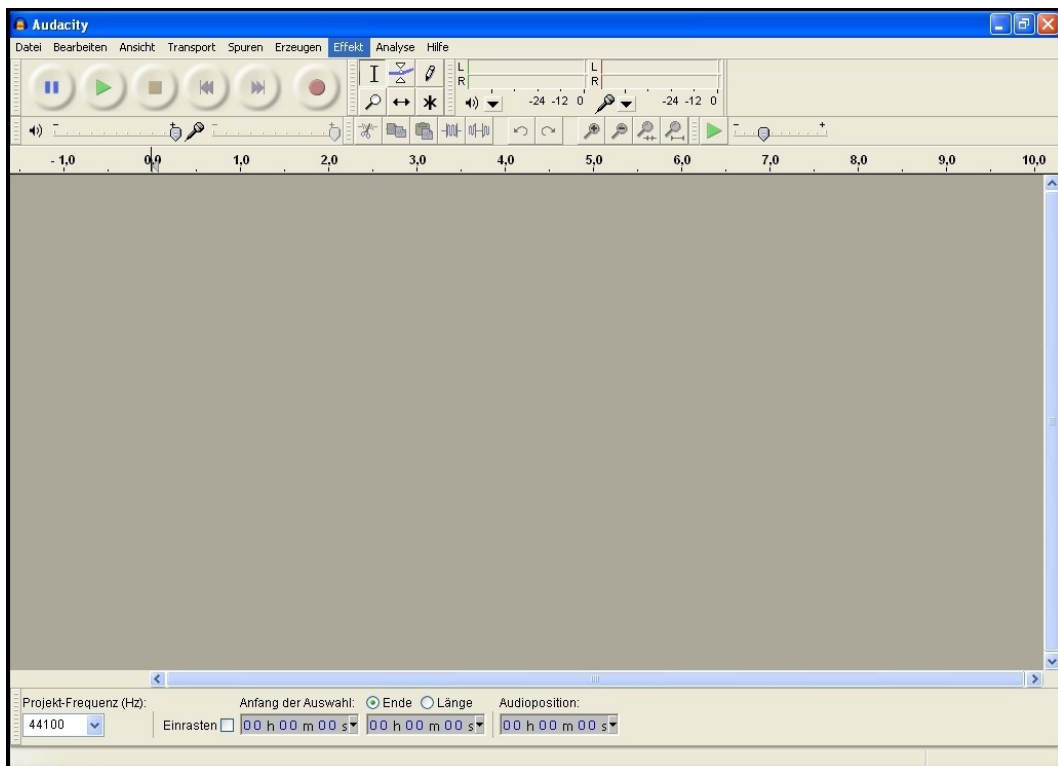 Audacity
Datei Bearbeiten Ansicht Transport Spuren Erzeugen Effekt Analyse Hilfe
L
R
-24 -12 0
L
R
-24 -12 0
- + - + - +
- 1,0 0,0 1,0 2,0 3,0 4,0 5,0 6,0 7,0 8,0 9,0 10,0
Projekt-Frequenz (Hz): Anfang der Auswahl: Ende Länge Audioposition:
44100 Einrasten 00 h 00 m 00 s 00 h 00 m 00 s 00 h 00 m 00 s